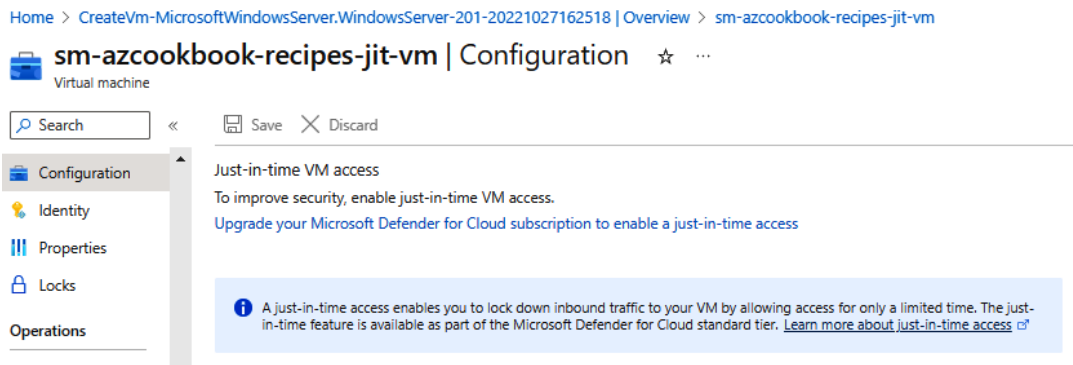 Home > CreateVm-MicrosoftWindowsServer.WindowsServer-201-20221027162518 | Overview > sm-azcookbook-recipes-jit-vm
sm-azcookbook-recipes-jit-vm | Configuration
Virtual machine
Search
Save Discard
Configuration
Just-in-time VM access
To improve security, enable just-in-time VM access.
Upgrade your Microsoft Defender for Cloud subscription to enable a just-in-time access
Identity
Properties
Locks
Operations
A just-in-time access enables you to lock down inbound traffic to your VM by allowing access for only a limited time. The just-
in-time feature is available as part of the Microsoft Defender for Cloud standard tier. Learn more about just-in-time access